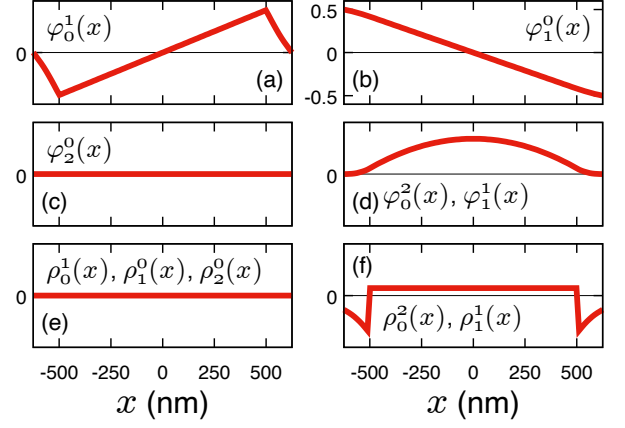 φ₀¹(x)
0
(a)
0.5
0
-0.5
φ₁⁰(x)
(b)
φ₂⁰(x)
0
(c)
0
(d)
φ₀²(x), φ₁¹(x)
ρ₀¹(x), ρ₁⁰(x), ρ₂⁰(x)
0
(e)
(f)
0
ρ₀²(x), ρ₁¹(x)
-500 -250 0 250 500
-500 -250 0 250 500
x (nm)
x (nm)